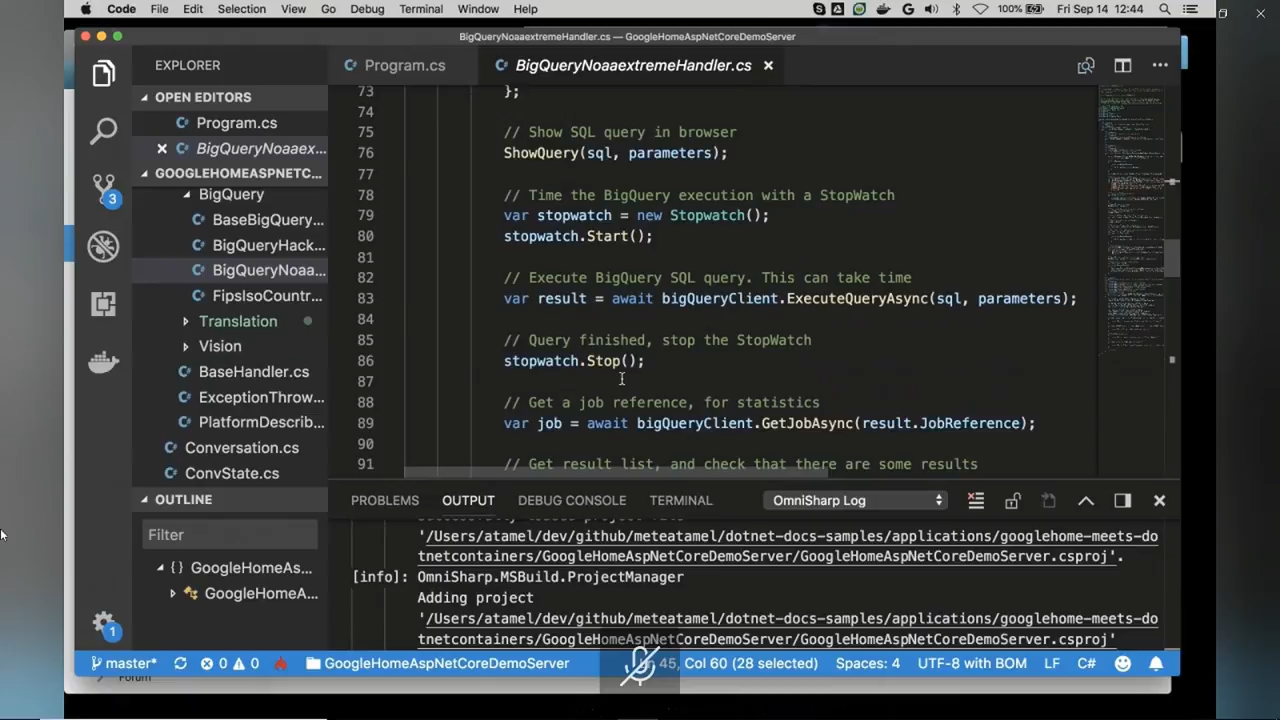 Code File Edit Selection View Go Debug Terminal Window Help 100% Fri Sep 14 12:44
BigQueryNoaaextremeHandler.cs — GoogleHomeAspNetCoreDemoServer
EXPLORER
OPEN EDITORS
Program.cs
BigQueryNoaaex...
GOOGLEHOMEASPNETC...
BigQuery
BaseBigQuery...
BigQueryHack...
BigQueryNoaa...
FipsIsoCountr...
Translation
Vision
BaseHandler.cs
ExceptionThrow...
PlatformDescrib...
Conversation.cs
ConvState.cs
OUTLINE
Filter
{ } GoogleHomeAs...
GoogleHomeA...
3
1
Program.cs BigQueryNoaaextremeHandler.cs
73 };
74
75 // Show SQL query in browser
76 ShowQuery(sql, parameters);
77
78 // Time the BigQuery execution with a StopWatch
79 var stopwatch = new Stopwatch();
80 stopwatch.Start();
81
82 // Execute BigQuery SQL query. This can take time
83 var result = await bigQueryClient.ExecuteQueryAsync(sql, parameters);
84
85 // Query finished, stop the StopWatch
86 stopwatch.Stop();
87
88 // Get a job reference, for statistics
89 var job = await bigQueryClient.GetJobAsync(result.JobReference);
90
91 // Get result list, and check that there are some results
PROBLEMS OUTPUT DEBUG CONSOLE TERMINAL OmniSharp Log
'/Users/atamel/dev/github/meteatamel/dotnet-docs-samples/applications/googlehome-meets-do
tnetcontainers/GoogleHomeAspNetCoreDemoServer/GoogleHomeAspNetCoreDemoServer.csproj'.
[info]: OmniSharp.MSBuild.ProjectManager
Adding project
'/Users/atamel/dev/github/meteatamel/dotnet-docs-samples/applications/googlehome-meets-do
tnetcontainers/GoogleHomeAspNetCoreDemoServer/GoogleHomeAspNetCoreDemoServer.csproj'
master* 0 0 GoogleHomeAspNetCoreDemoServer 45, Col 60 (28 selected) Spaces: 4 UTF-8 with BOM LF C#
Forum